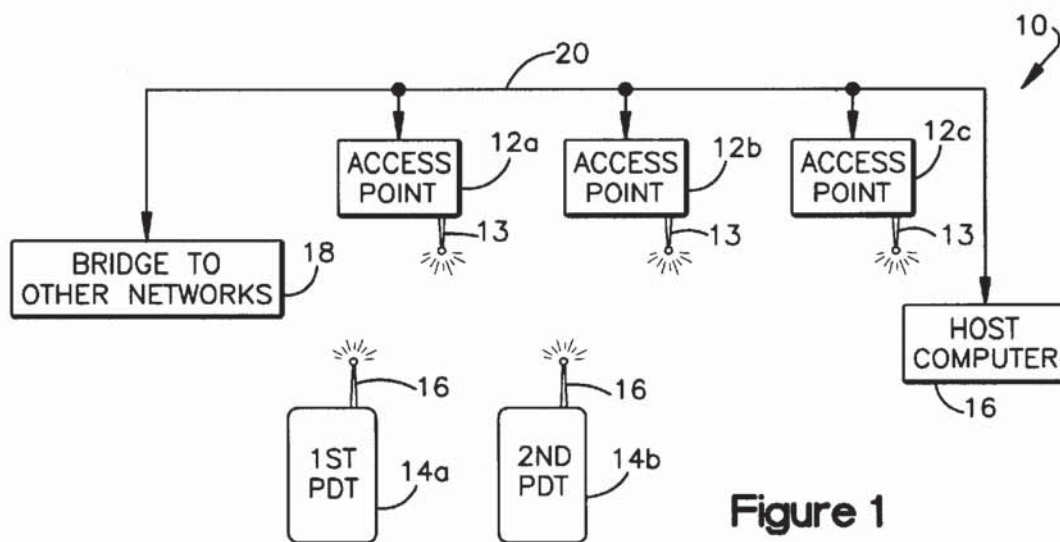 10
20
ACCESS
POINT
12a
ACCESS
POINT
12b
ACCESS
POINT
12c
13
13
13
BRIDGE TO
OTHER NETWORKS
18
HOST
COMPUTER
16
16
16
1ST
PDT
14a
2ND
PDT
14b
Figure 1